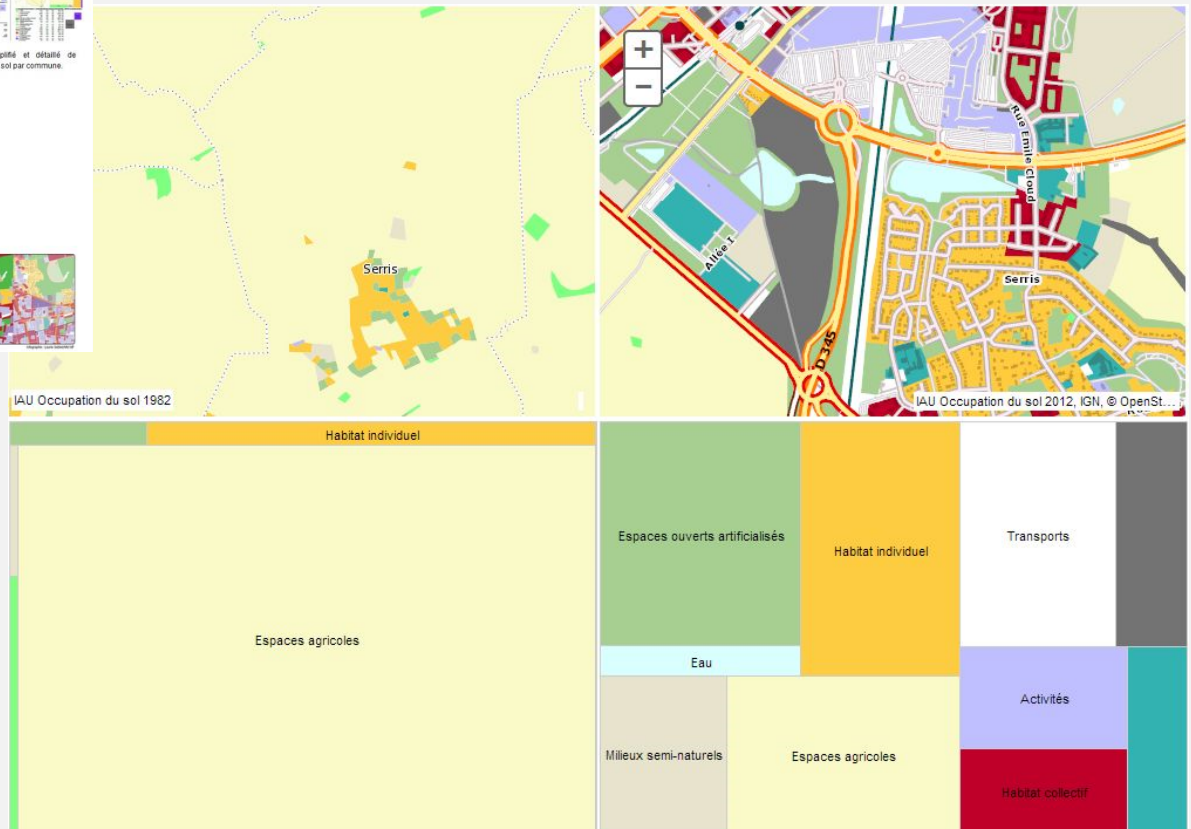 plifié et détaillé de
sol par commune.
Serris
IAU Occupation du sol 1982
+
−
Rue Emile Cloud
Allée 1
Serris
D 345
IAU Occupation du sol 2012, IGN, © OpenSt...
Habitat individuel
Espaces agricoles
Espaces ouverts artificialisés
Habitat individuel
Transports
Eau
Activités
Milieux semi-naturels
Espaces agricoles
Habitat collectif